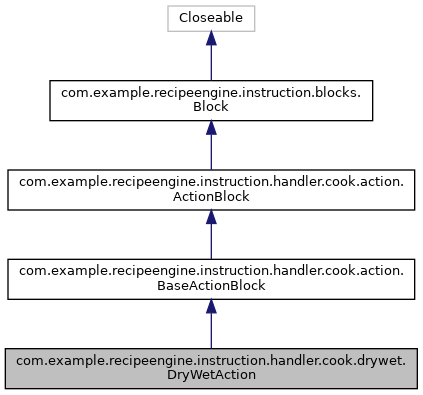 Closeable
com.example.recipeengine.instruction.blocks.
Block
com.example.recipeengine.instruction.handler.cook.action.
ActionBlock
com.example.recipeengine.instruction.handler.cook.action.
BaseActionBlock
com.example.recipeengine.instruction.handler.cook.drywet.
DryWetAction